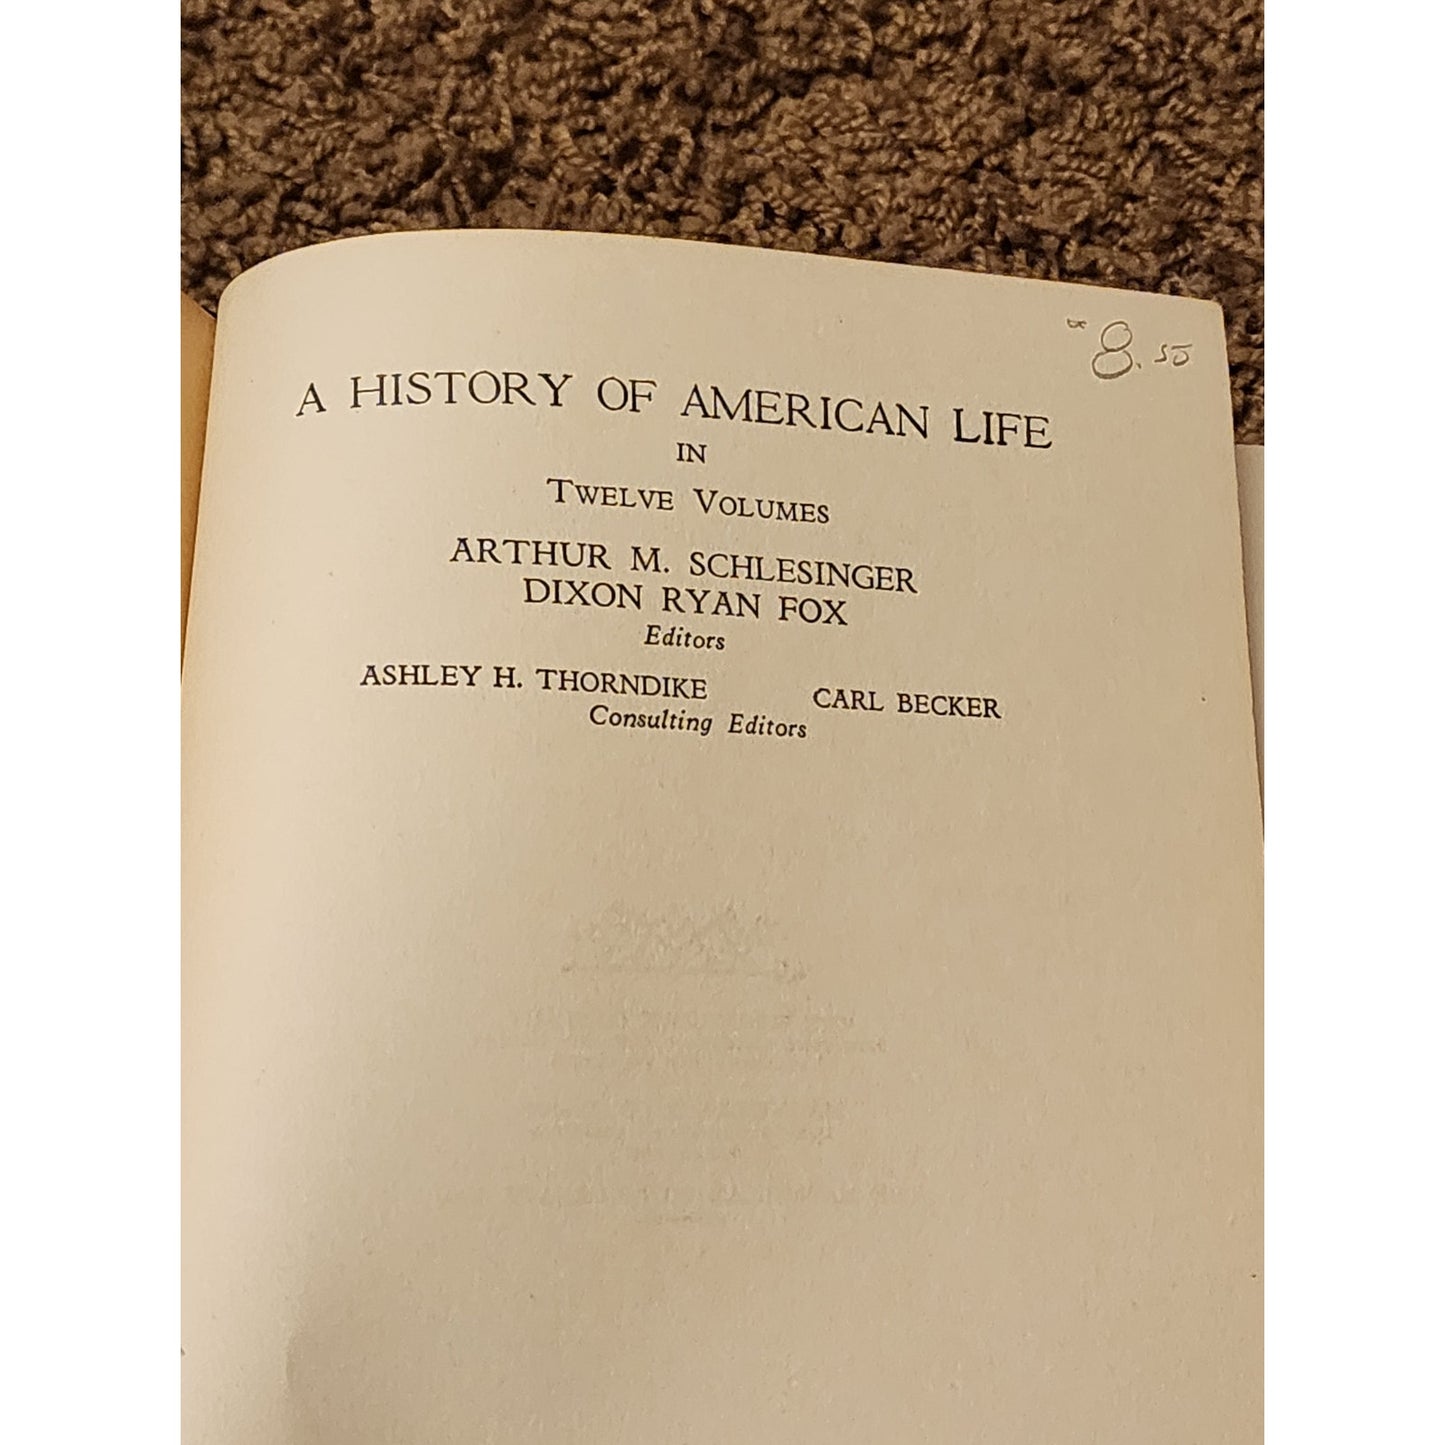 8.50
A HISTORY OF AMERICAN LIFE
IN
TWELVE VOLUMES
ARTHUR M. SCHLESINGER
DIXON RYAN FOX
Editors
ASHLEY H. THORNDIKE CARL BECKER
Consulting Editors